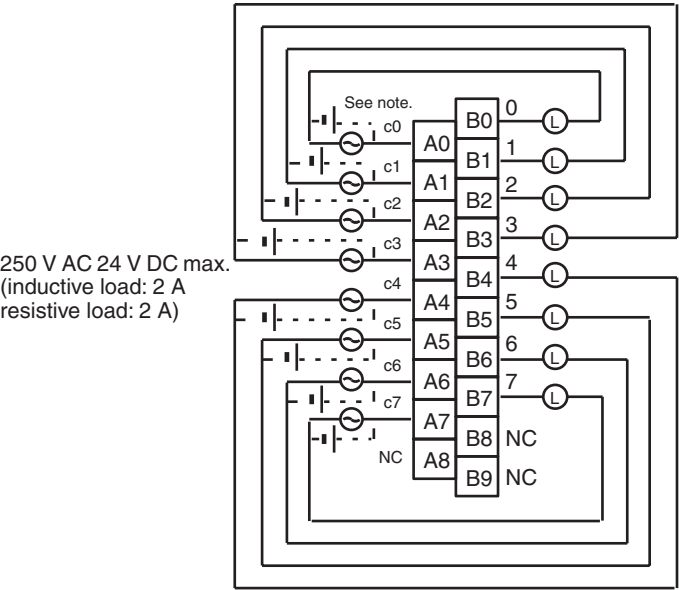 See note.
c0
A0
B0
0
L
c1
A1
B1
1
L
c2
A2
B2
2
L
c3
A3
B3
3
L
250 V AC 24 V DC max.
(inductive load: 2 A
resistive load: 2 A)
c4
A4
B4
4
L
c5
A5
B5
5
L
c6
A6
B6
6
L
c7
A7
B7
7
L
NC
A8
B8
NC
B9
NC